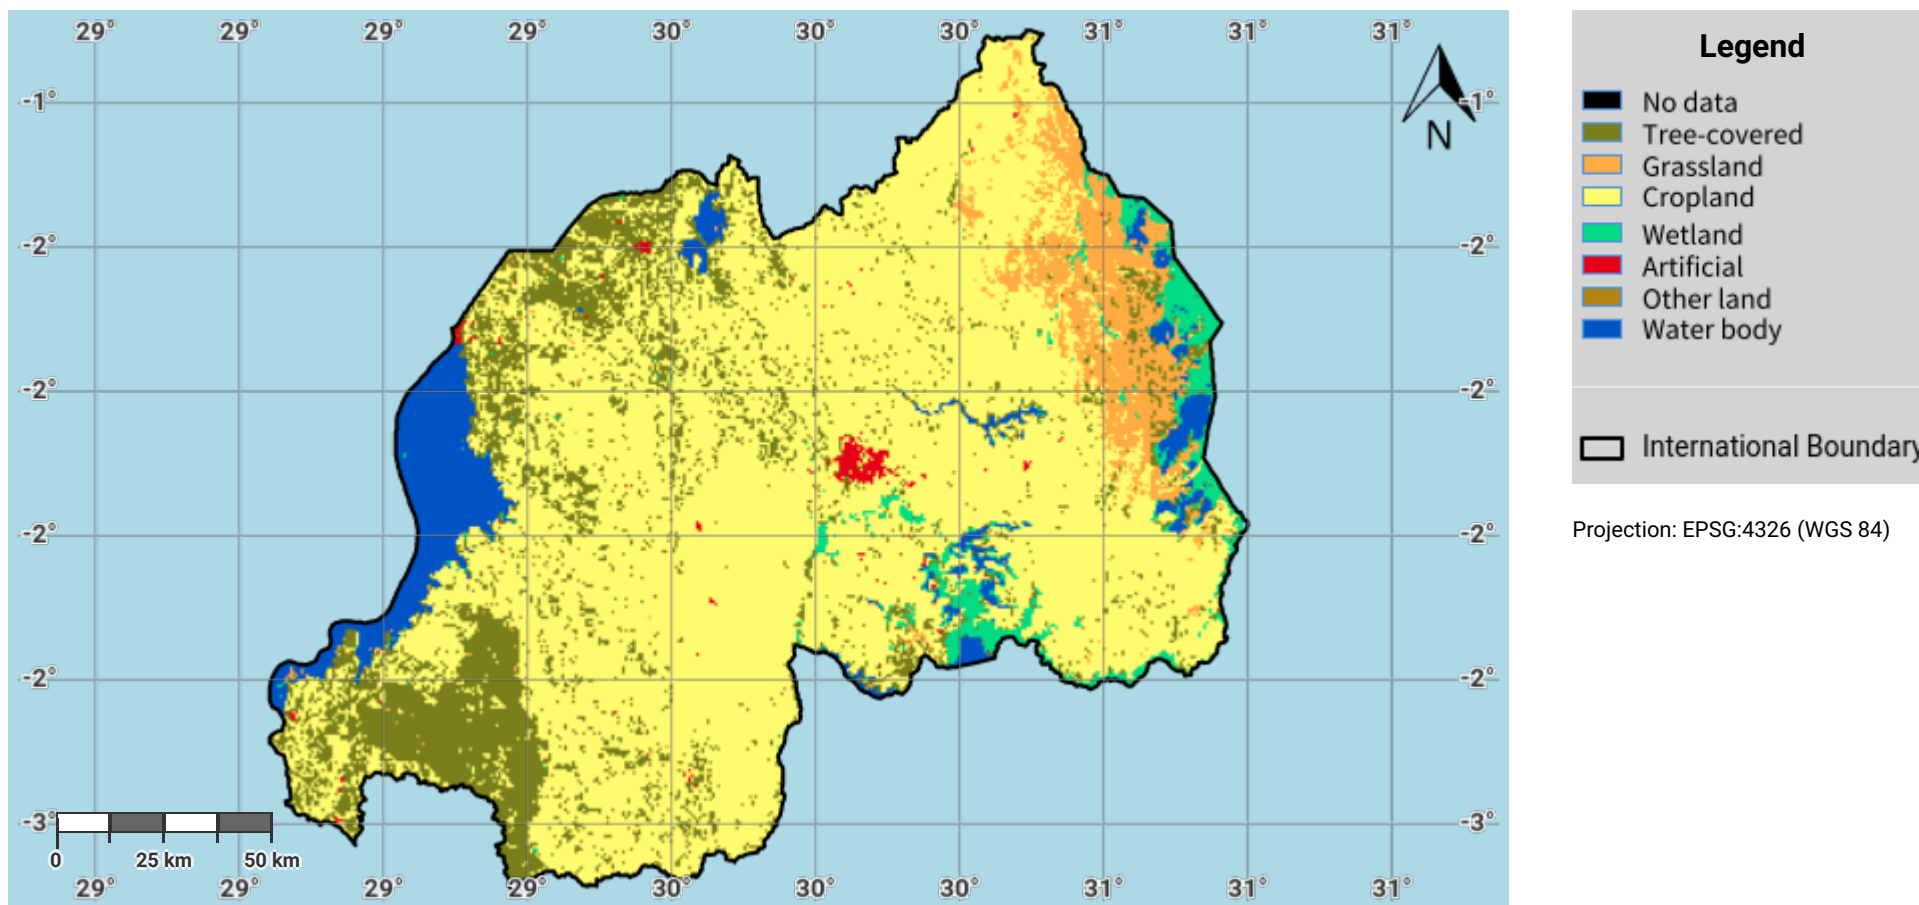 29° 29° 29° 29° 30° 30° 30° 31° 31° 31°
-1° -1°
-2° -2°
-2° -2°
-2° -2°
-2° -2°
-3° -3°
29° 29° 29° 29° 30° 30° 30° 31° 31° 31°
N
0 25 km 50 km
Legend
No data
Tree-covered
Grassland
Cropland
Wetland
Artificial
Other land
Water body
International Boundary
Projection: EPSG:4326 (WGS 84)